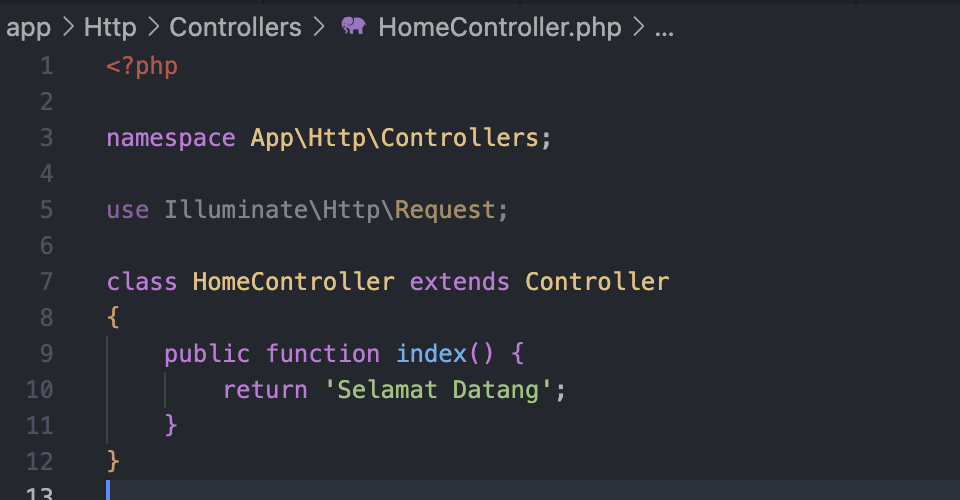 app > Http > Controllers > HomeController.php > ...
1 <?php
2
3 namespace App\Http\Controllers;
4
5 use Illuminate\Http\Request;
6
7 class HomeController extends Controller
8 {
9     public function index() {
10         return 'Selamat Datang';
11     }
12 }
13